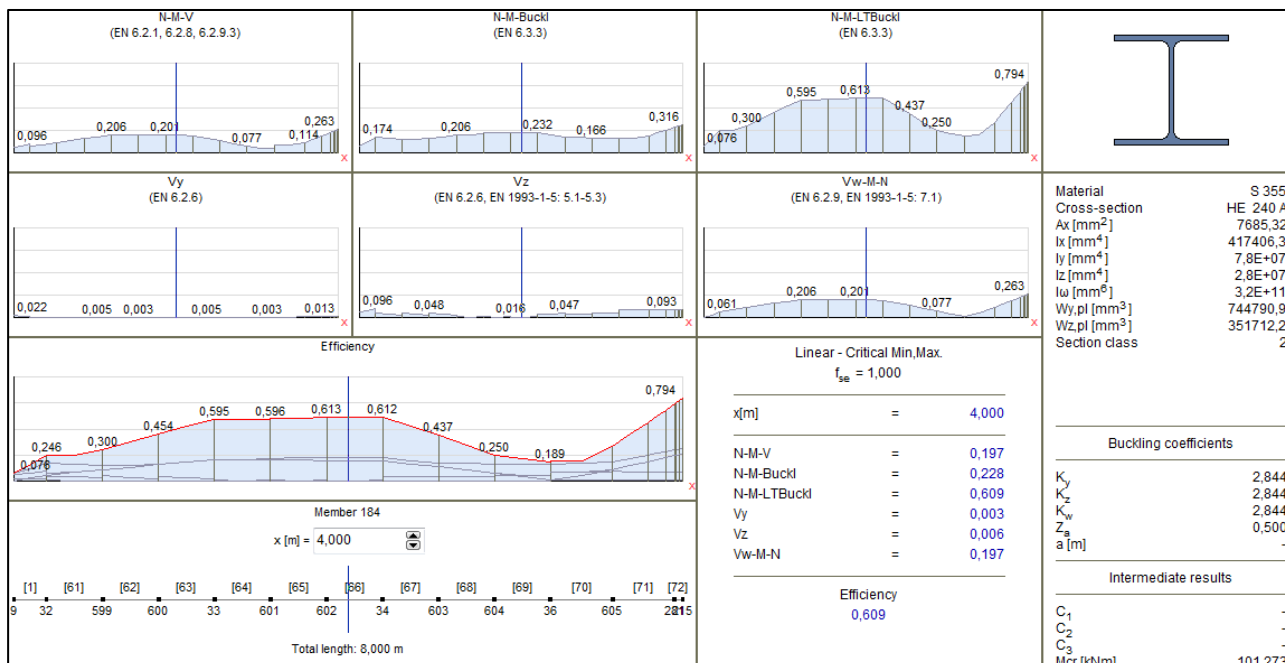 N-M-V
(EN 6.2.1, 6.2.8, 6.2.9.3)
0,096 0,206 0,201 0,077 0,114 0,263
x
N-M-Buckl
(EN 6.3.3)
0,174 0,206 0,232 0,166 0,316
x
N-M-LTBuckl
(EN 6.3.3)
0,076 0,300 0,595 0,613 0,437 0,250 0,794
x
Vy
(EN 6.2.6)
0,022 0,005 0,003 0,005 0,003 0,013
x
Vz
(EN 6.2.6, EN 1993-1-5: 5.1-5.3)
0,096 0,048 0,016 0,047 0,093
x
Vw-M-N
(EN 6.2.9, EN 1993-1-5: 7.1)
0,061 0,206 0,201 0,077 0,263
x
Efficiency
0,076 0,246 0,300 0,454 0,595 0,596 0,613 0,612 0,437 0,250 0,189 0,794
x
Member 184
x [m] = 4,000
[1] [61] [62] [63] [64] [65] [66] [67] [68] [69] [70] [71] [72]
9 32 599 600 33 601 602 34 603 604 36 605
Total length: 8,000 m
Linear - Critical Min,Max.
fse = 1,000
x[m] = 4,000
N-M-V = 0,197
N-M-Buckl = 0,228
N-M-LTBuckl = 0,609
Vy = 0,003
Vz = 0,006
Vw-M-N = 0,197
Efficiency
0,609
Material S 355
Cross-section HE 240 A
Ax [mm2] 7685,32
Ix [mm4] 417406,3
Iy [mm4] 7,8E+07
Iz [mm4] 2,8E+07
Iω [mm6] 3,2E+11
Wy,pl [mm3] 744790,9
Wz,pl [mm3] 351712,2
Section class 2
Buckling coefficients
Ky 2,844
Kz 2,844
Kw 2,844
Za 0,500
a [m] -
Intermediate results
C1 -
C2 -
C3 -
Mcr [kNm] 101,272